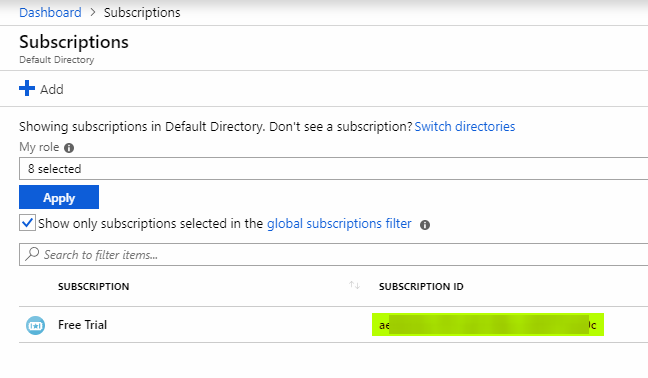 Dashboard > Subscriptions
Subscriptions
Default Directory
Add
Showing subscriptions in Default Directory. Don't see a subscription? Switch directories
My role
8 selected
Apply
Show only subscriptions selected in the global subscriptions filter
Search to filter items...
SUBSCRIPTION SUBSCRIPTION ID
Free Trial